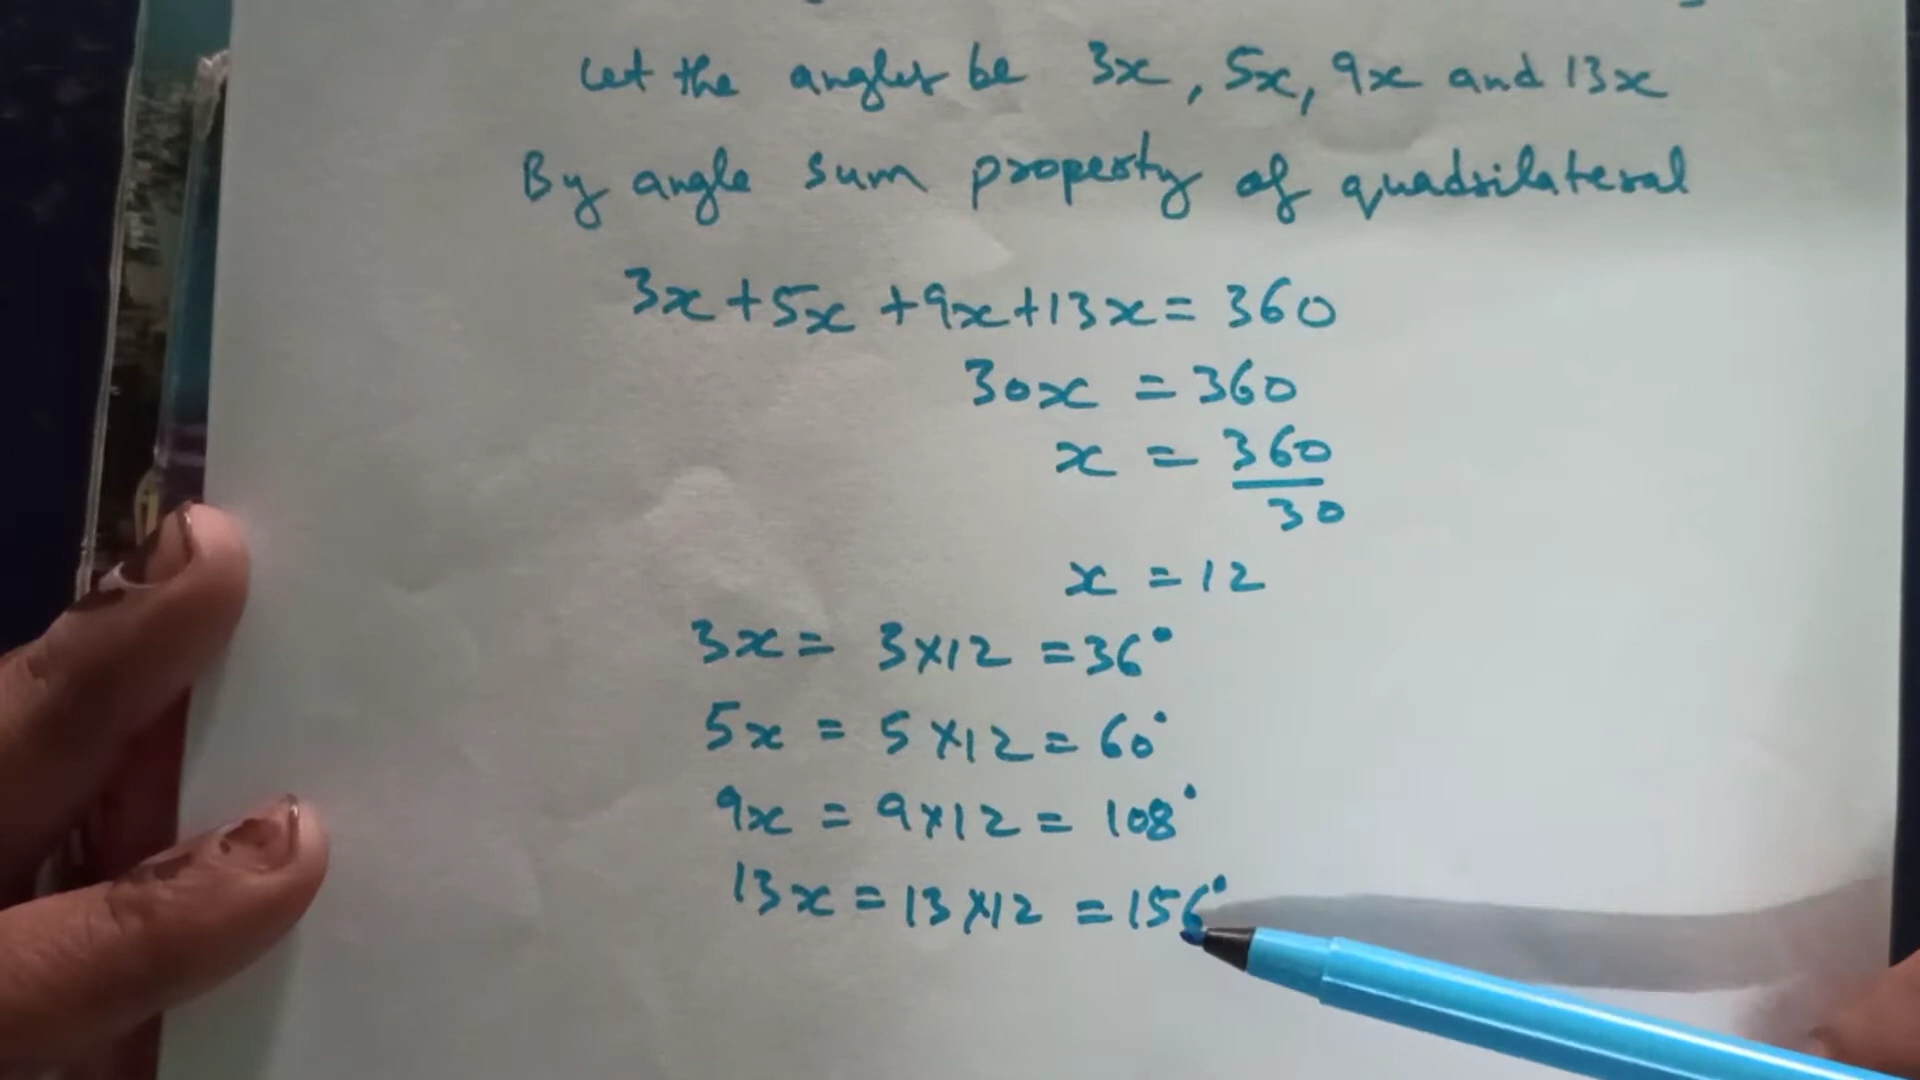 Let the angles be 3x, 5x, 9x and 13x
By angle sum property of quadrilateral
3x+5x+9x+13x=360
30x = 360
x = 360
30
x = 12
3x = 3×12 = 36°
5x = 5×12 = 60°
9x = 9×12 = 108°
13x = 13×12 = 156°